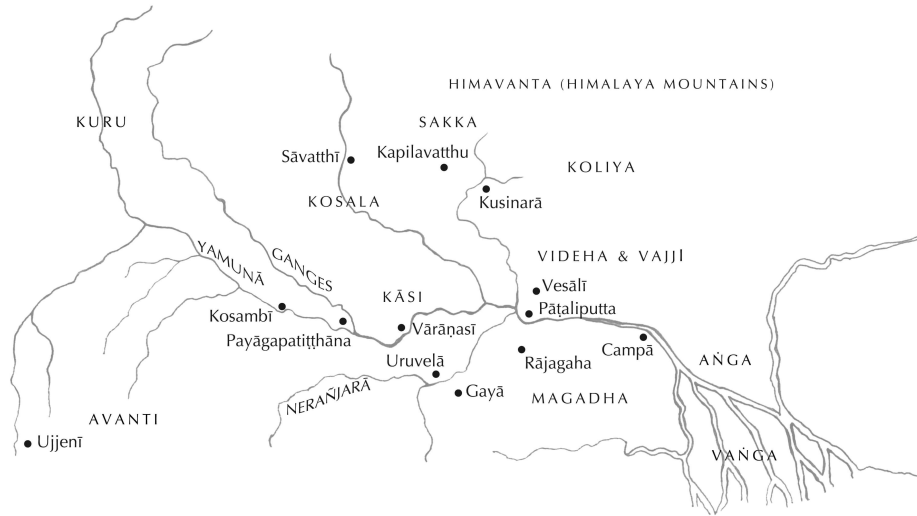 HIMAVANTA (HIMALAYA MOUNTAINS)
KURU
SAKKA
Sāvatthī
Kapilavatthu
KOLIYA
KOSALA
Kusinarā
YAMUNĀ
GANGES
VIDEHA & VAJJĪ
Vesālī
KĀSI
Kosambī
Pāṭaliputta
Payāgapatiṭṭhāna
Vārāṇasī
Campā
Uruvelā
Rājagaha
AṄGA
NERAÑJARĀ
Gayā
MAGADHA
AVANTI
Ujjenī
VAṄGA